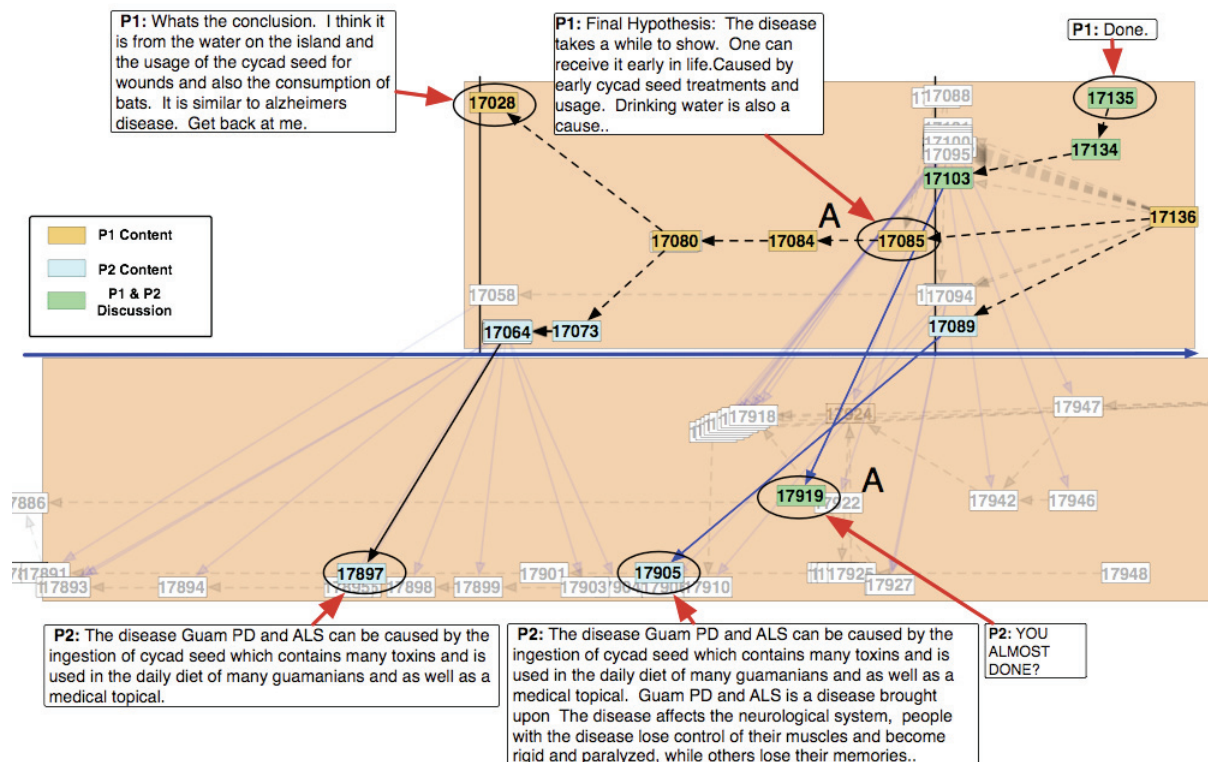 P1: Whats the conclusion. I think it
is from the water on the island and
the usage of the cycad seed for
wounds and also the consumption of
bats. It is similar to alzheimers
disease. Get back at me.
P1: Final Hypothesis: The disease
takes a while to show. One can
receive it early in life.Caused by
early cycad seed treatments and
usage. Drinking water is also a
cause..
P1: Done.
17028
17088
17135
17134
17095
17103
17136
A
17080
17084
17085
P1 Content
P2 Content
P1 & P2
Discussion
17058
17094
17064
17073
17089
17918
17924
17947
17919
A
17922
17942
17946
17886
17891
17893
17894
17897
17898
17899
17901
17903
17905
17910
17925
17927
17948
P2: The disease Guam PD and ALS can be caused by the
ingestion of cycad seed which contains many toxins and is
used in the daily diet of many guamanians and as well as a
medical topical.
P2: The disease Guam PD and ALS can be caused by the
ingestion of cycad seed which contains many toxins and is
used in the daily diet of many guamanians and as well as a
medical topical. Guam PD and ALS is a disease brought
upon The disease affects the neurological system, people
with the disease lose control of their muscles and become
rigid and paralyzed, while others lose their memories..
P2: YOU
ALMOST
DONE?